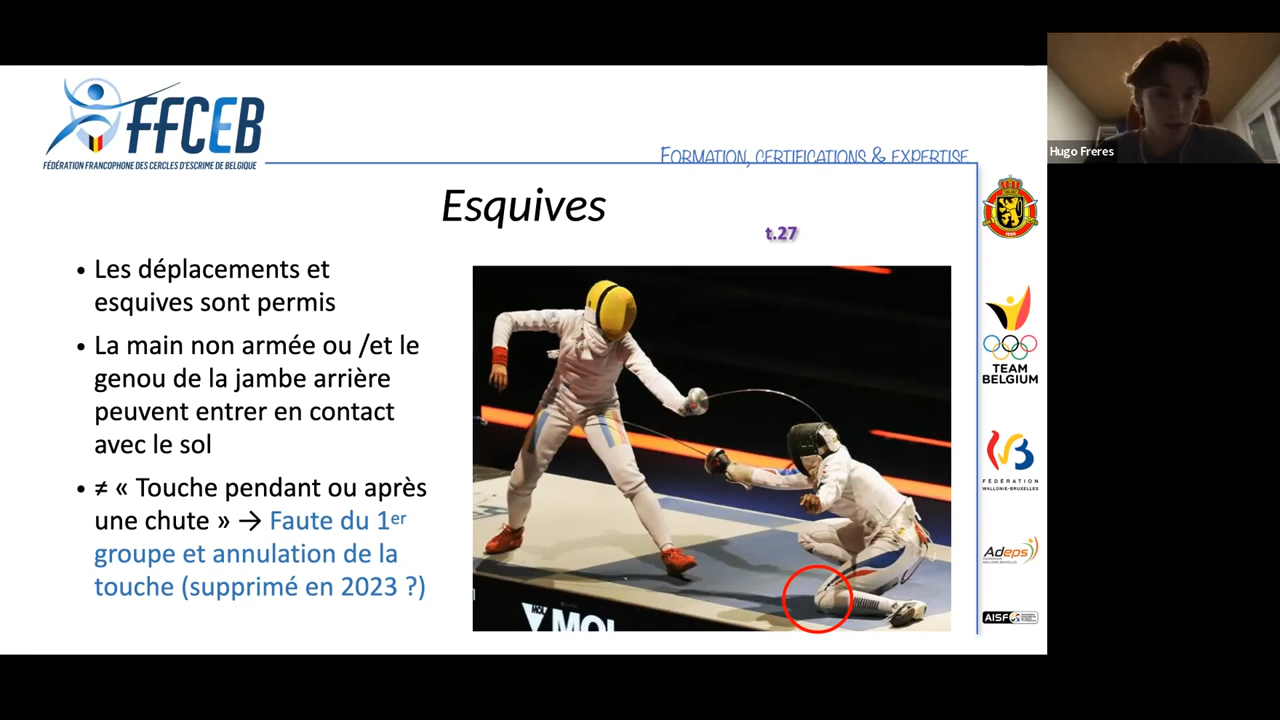 FFCEB
FÉDÉRATION FRANCOPHONE DES CERCLES D'ESCRIME DE BELGIQUE
FORMATION, CERTIFICATIONS & EXPERTISE
Hugo Freres
Esquives
t.27
• Les déplacements et
esquives sont permis
• La main non armée ou /et le
genou de la jambe arrière
peuvent entrer en contact
avec le sol
• ≠ « Touche pendant ou après
une chute » → Faute du 1er
groupe et annulation de la
touche (supprimé en 2023 ?)
TEAM
BELGIUM
FÉDÉRATION
WALLONIE-BRUXELLES
Adeps
AISF
MOL